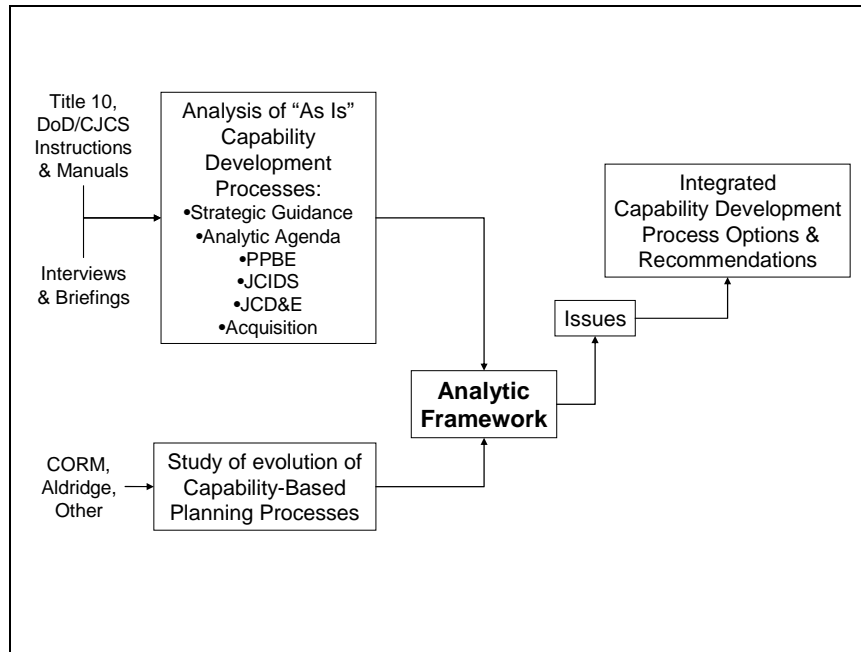 Title 10,
DoD/CJCS
Instructions
& Manuals
Interviews
& Briefings
Analysis of “As Is”
Capability
Development
Processes:
•Strategic Guidance
•Analytic Agenda
•PPBE
•JCIDS
•JCD&E
•Acquisition
CORM,
Aldridge,
Other
Study of evolution of
Capability-Based
Planning Processes
Analytic
Framework
Issues
Integrated
Capability Development
Process Options &
Recommendations